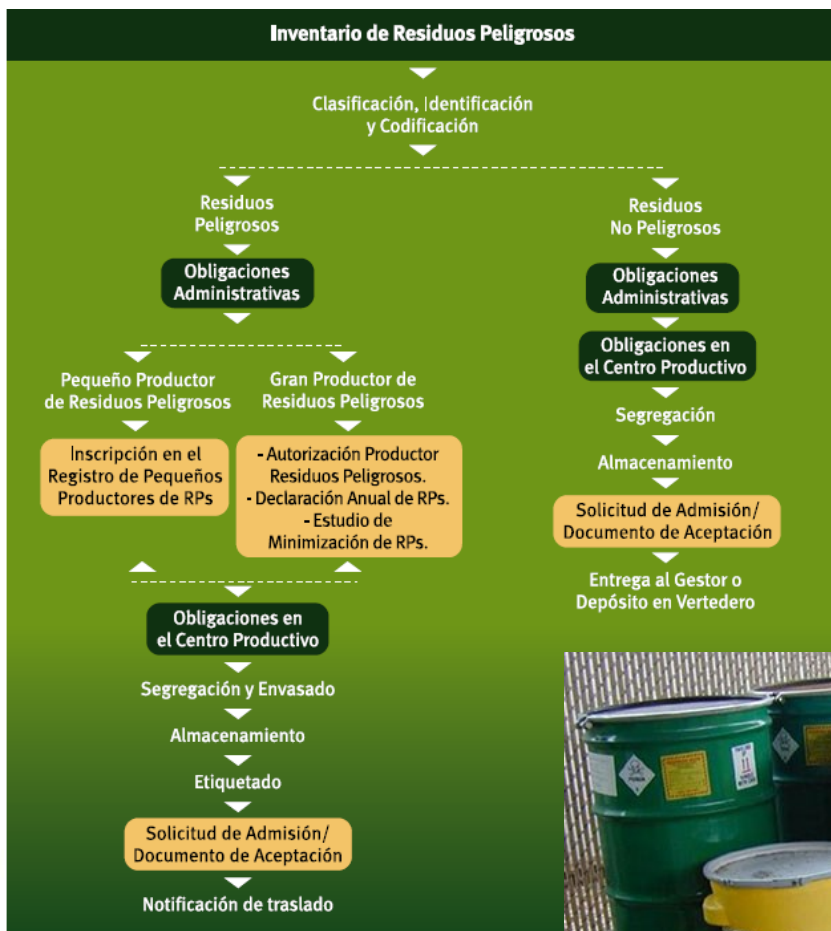 Inventario de Residuos Peligrosos
Clasificación, Identificación
y Codificación
Residuos
Peligrosos
Obligaciones
Administrativas
Pequeño Productor
de Residuos Peligrosos
Gran Productor de
Residuos Peligrosos
Inscripción en el
Registro de Pequeños
Productores de RPs
- Autorización Productor
Residuos Peligrosos.
- Declaración Anual de RPs.
- Estudio de
Minimización de RPs.
Obligaciones en
el Centro Productivo
Segregación y Envasado
Almacenamiento
Etiquetado
Solicitud de Admisión/
Documento de Aceptación
Notificación de traslado
Residuos
No Peligrosos
Obligaciones
Administrativas
Obligaciones en
el Centro Productivo
Segregación
Almacenamiento
Solicitud de Admisión/
Documento de Aceptación
Entrega al Gestor o
Depósito en Vertedero
POISON